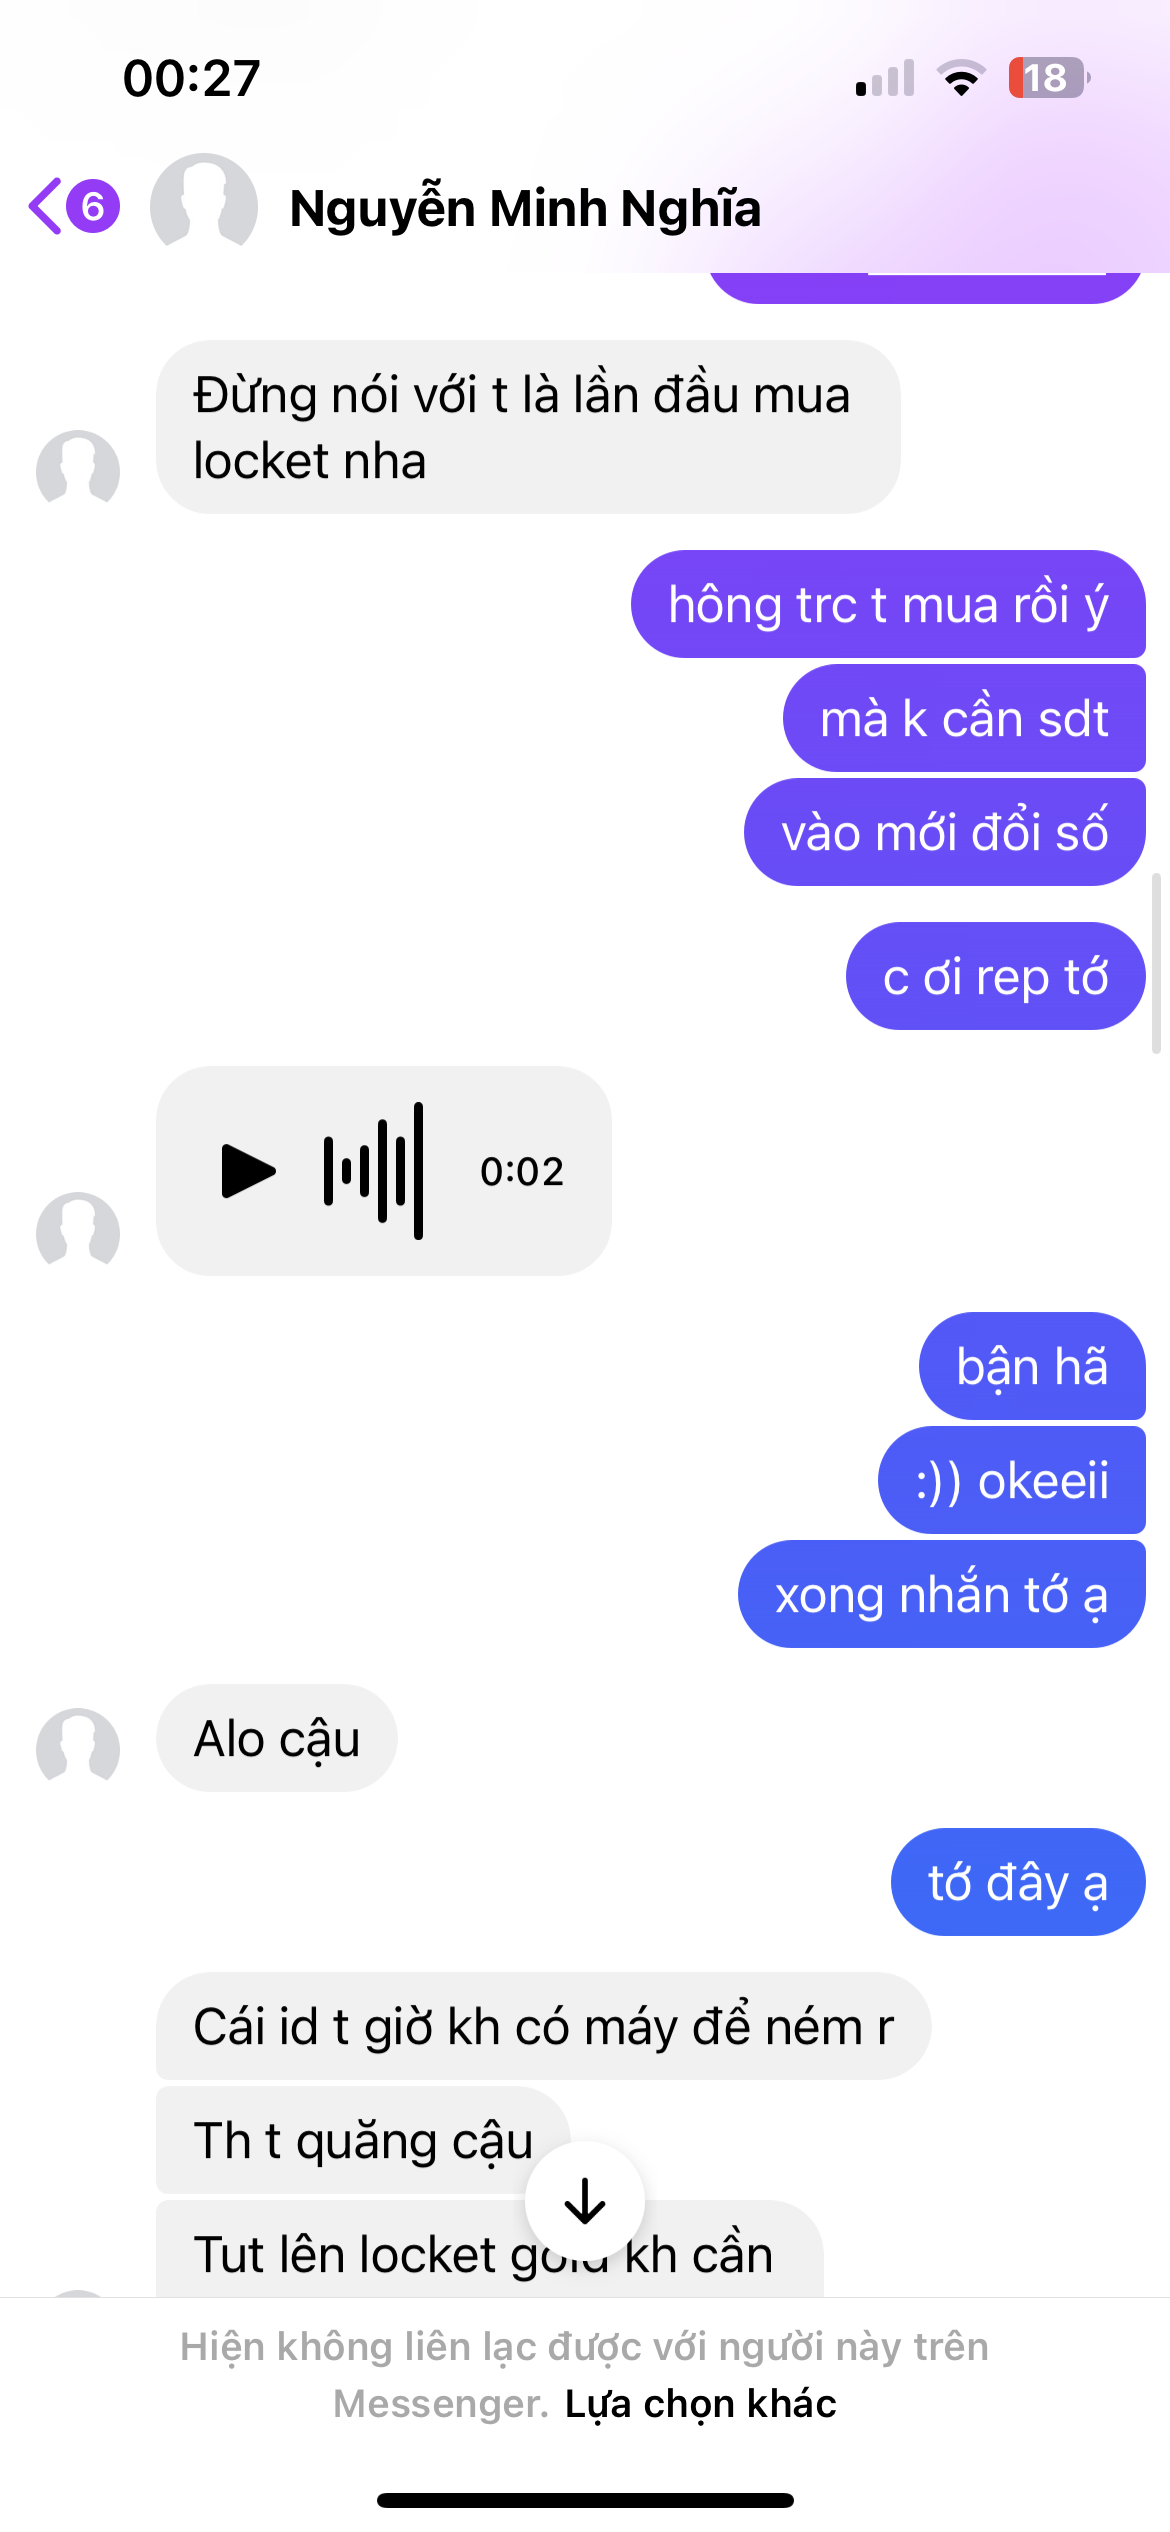 00:27
18
6
Nguyễn Minh Nghĩa
Đừng nói với t là lần đầu mua
locket nha
hông trc t mua rồi ý
mà k cần sdt
vào mới đổi số
c ơi rep tớ
0:02
bận hã
:)) okeeii
xong nhắn tớ ạ
Alo cậu
tớ đây ạ
Cái id t giờ kh có máy để ném r
Th t quăng cậu
Tut lên locket gold kh cần
Hiện không liên lạc được với người này trên
Messenger. Lựa chọn khác